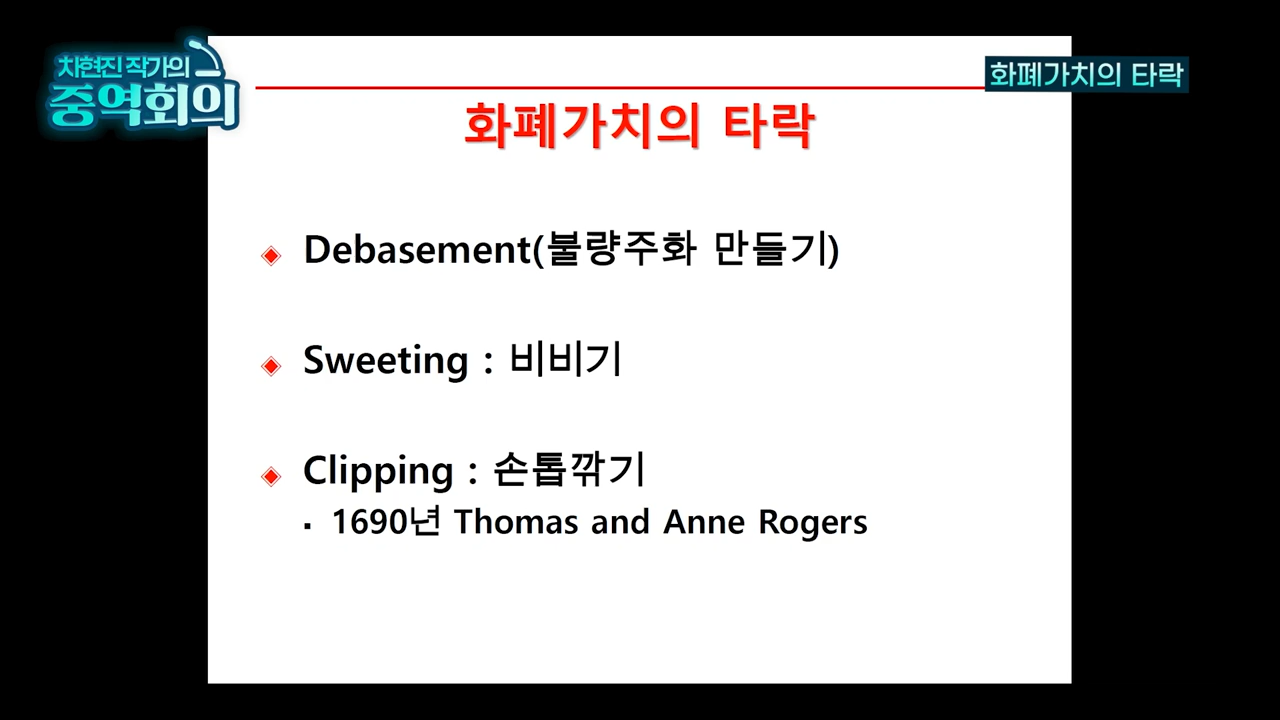 차현진 작가의
중역회의
화폐가치의 타락
화폐가치의 타락
Debasement(불량주화 만들기)
Sweeting : 비비기
Clipping : 손톱깎기
1690년 Thomas and Anne Rogers